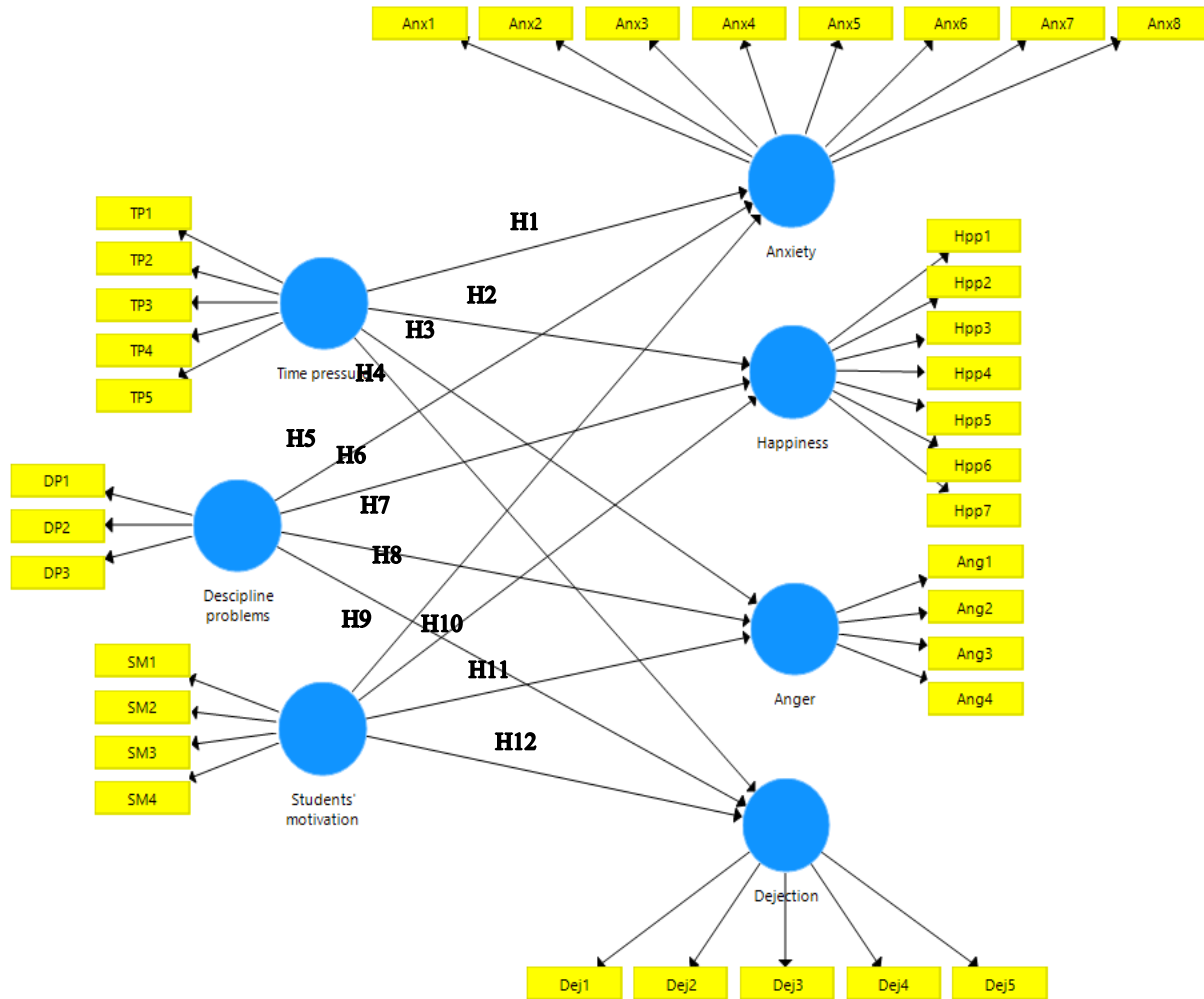 Anx1
Anx2
Anx3
Anx4
Anx5
Anx6
Anx7
Anx8
Anxiety
TP1
TP2
TP3
TP4
TP5
Time pressure
H1
H2
H3
H4
Hpp1
Hpp2
Hpp3
Hpp4
Hpp5
Hpp6
Hpp7
Happiness
H5
H6
H7
H8
DP1
DP2
DP3
Descipline
problems
H9
H10
H11
H12
Ang1
Ang2
Ang3
Ang4
Anger
SM1
SM2
SM3
SM4
Students'
motivation
Dejection
Dej1
Dej2
Dej3
Dej4
Dej5